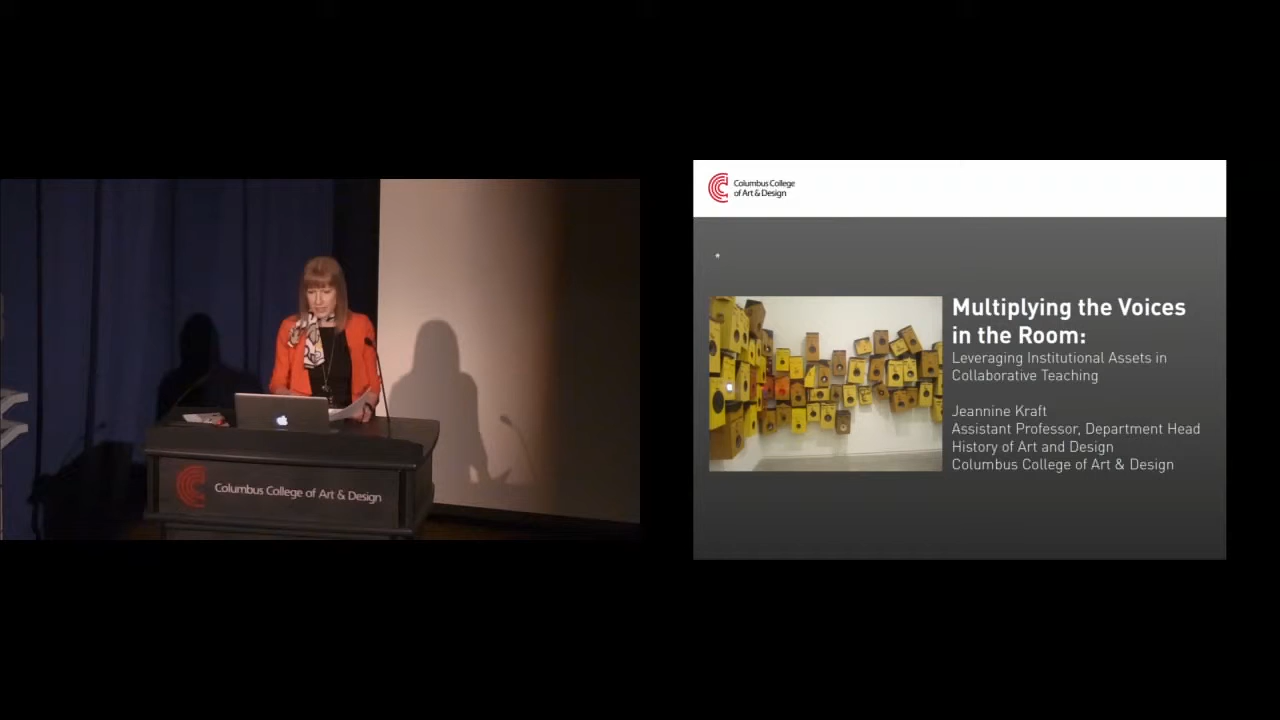 Columbus College of Art & Design
Columbus College
of Art & Design
*
Multiplying the Voices
in the Room:
Leveraging Institutional Assets in
Collaborative Teaching
Jeannine Kraft
Assistant Professor, Department Head
History of Art and Design
Columbus College of Art & Design